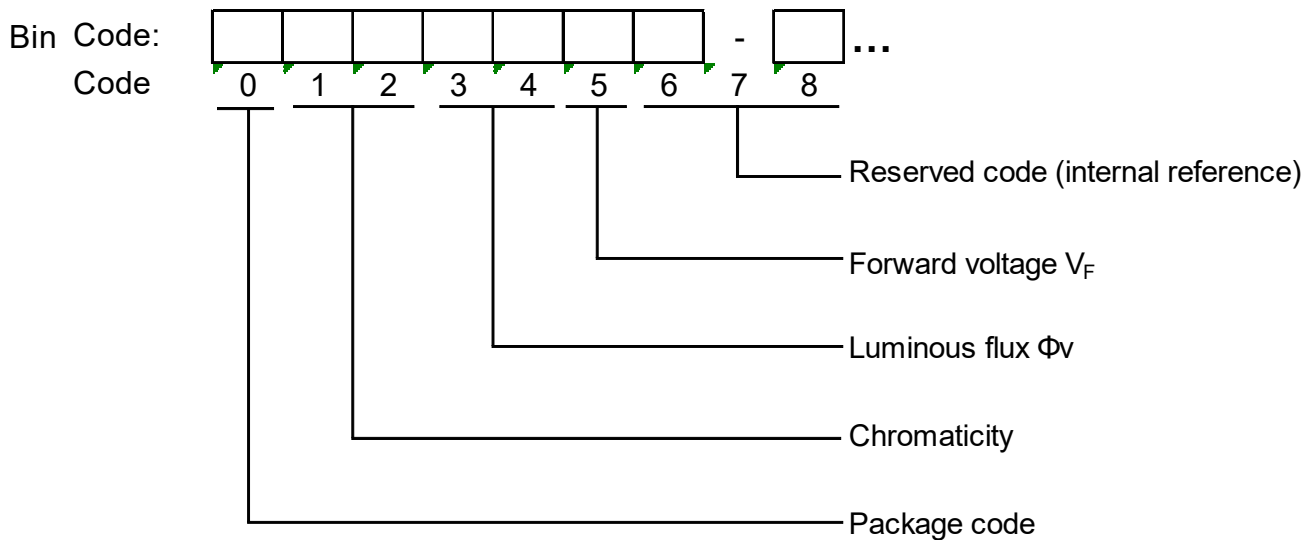 Bin Code: - ...
Code 0 1 2 3 4 5 6 7 8
Reserved code (internal reference)
Forward voltage VF
Luminous flux Φv
Chromaticity
Package code